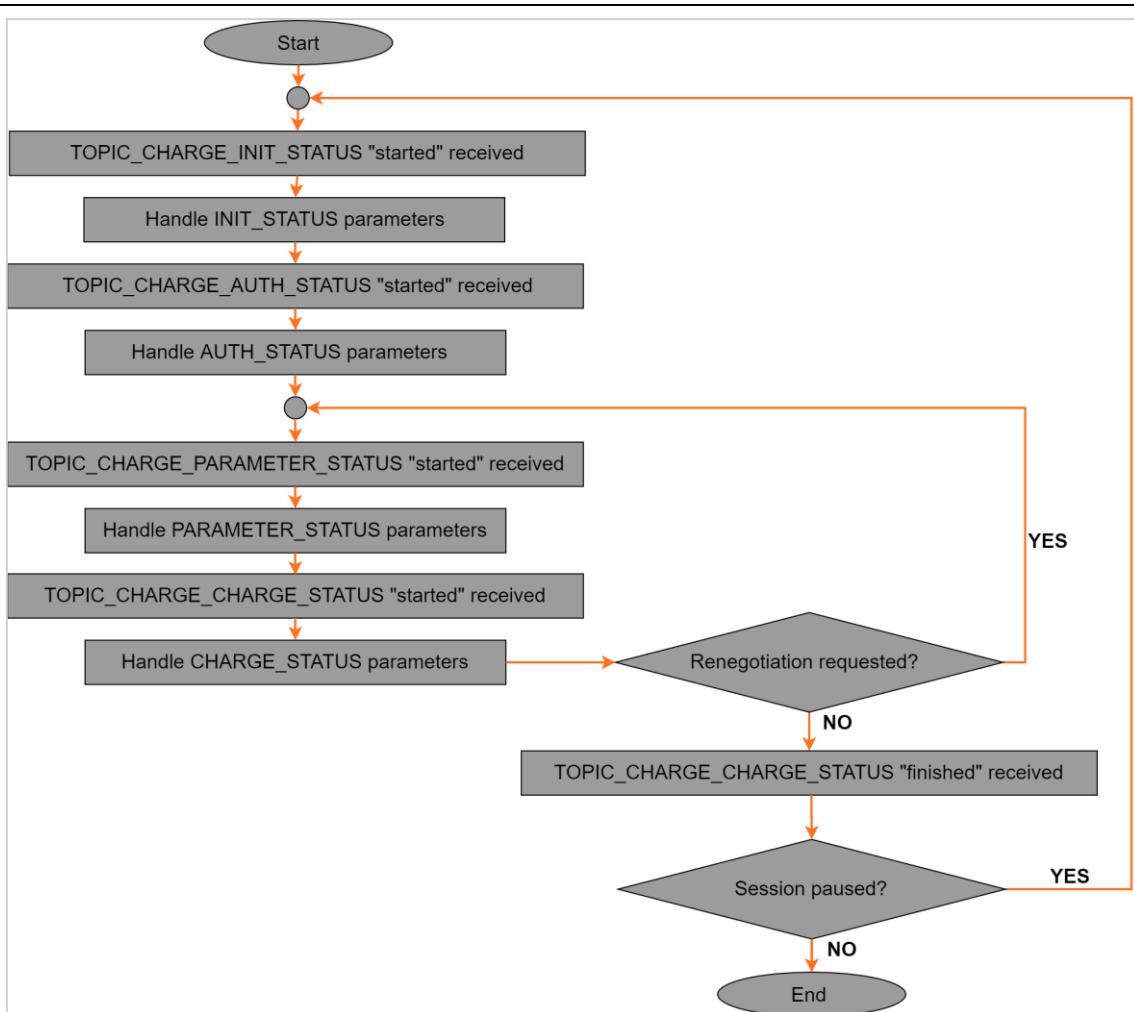 Start
TOPIC_CHARGE_INIT_STATUS "started" received
Handle INIT_STATUS parameters
TOPIC_CHARGE_AUTH_STATUS "started" received
Handle AUTH_STATUS parameters
TOPIC_CHARGE_PARAMETER_STATUS "started" received
Handle PARAMETER_STATUS parameters
YES
TOPIC_CHARGE_CHARGE_STATUS "started" received
Handle CHARGE_STATUS parameters
Renegotiation requested?
NO
TOPIC_CHARGE_CHARGE_STATUS "finished" received
Session paused?
YES
NO
End